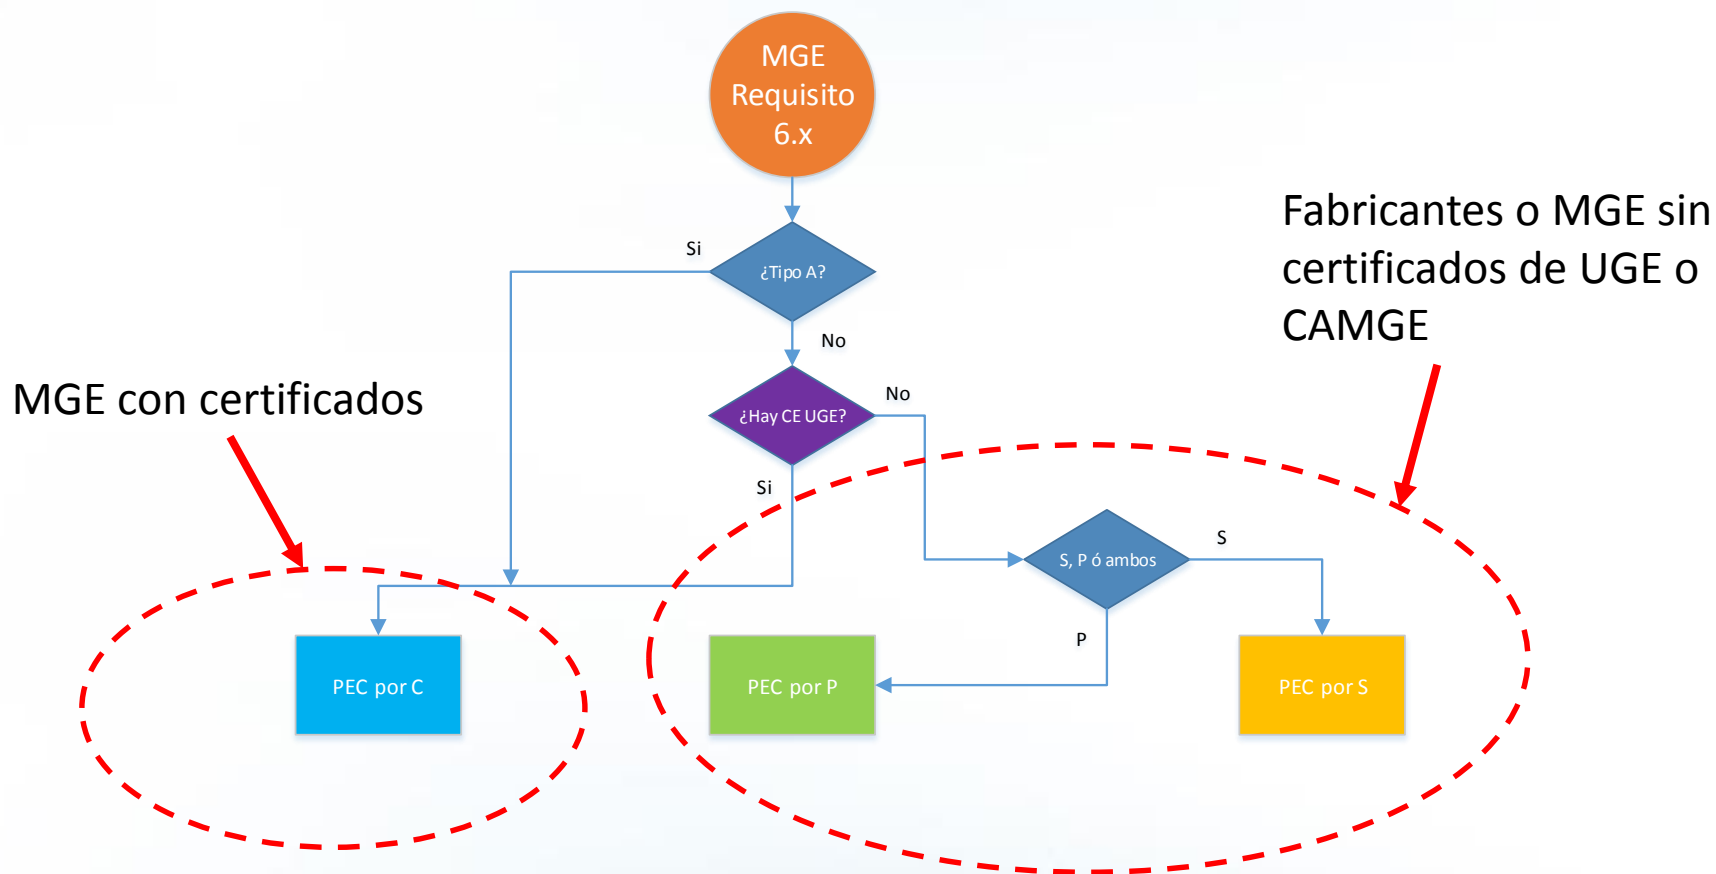 MGE
Requisito
6.x
Fabricantes o MGE sin
certificados de UGE o
CAMGE
Si
¿Tipo A?
No
MGE con certificados
¿Hay CE UGE?
No
Si
S, P ó ambos
S
P
PEC por C
PEC por P
PEC por S